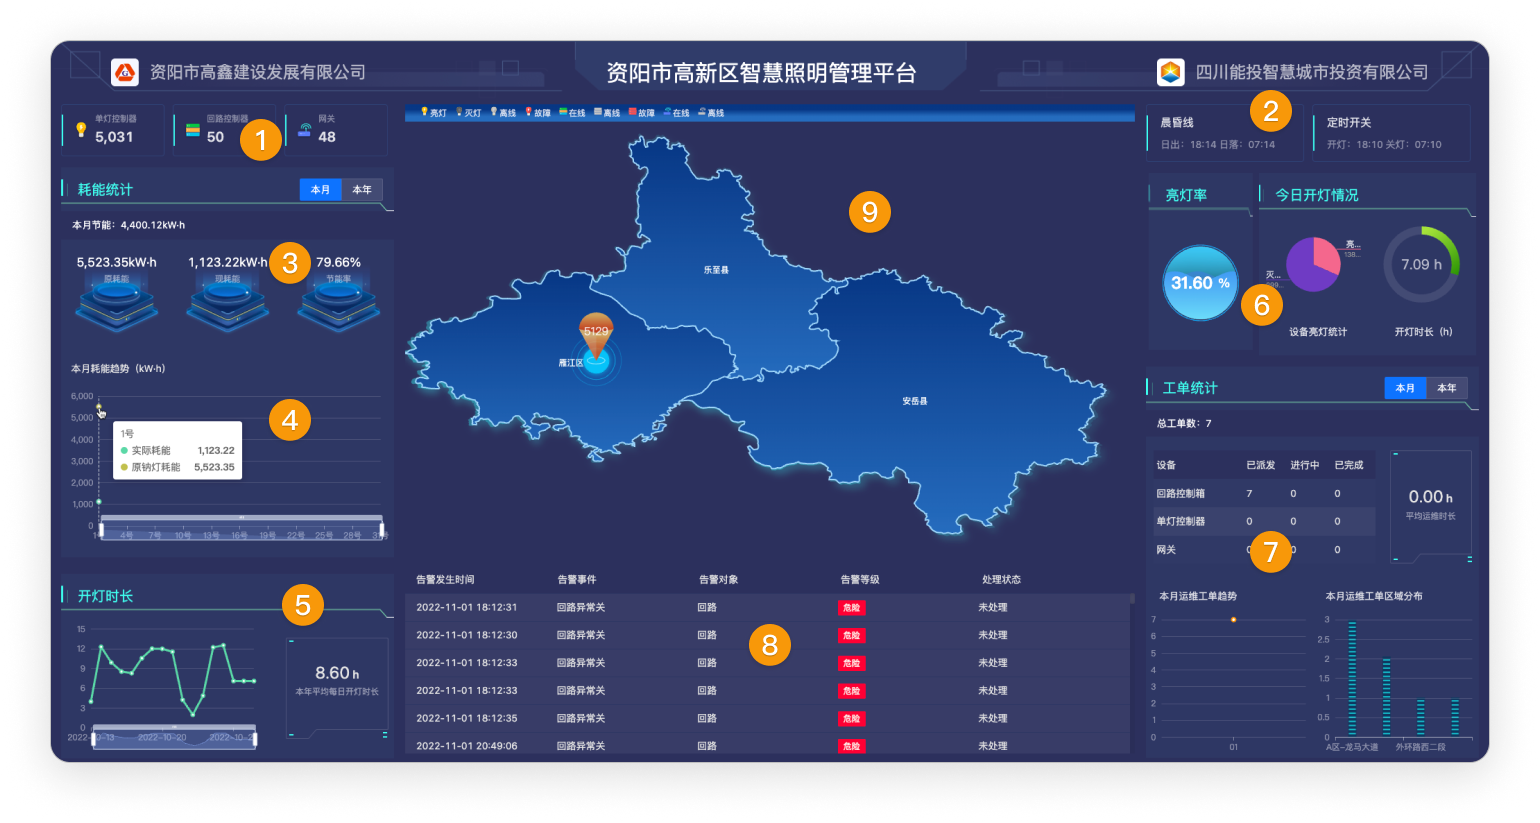 资阳市高鑫建设发展有限公司
资阳市高新区智慧照明管理平台
四川能投智慧城市投资有限公司
单灯控制器
5,031
回路控制器
50
网关
48
1
亮灯 灭灯 离线 故障 在线 离线 故障 在线 离线
晨昏线
日出：18:14 日落：07:14
2
定时开关
开灯：18:10 关灯：07:10
耗能统计
本月 本年
本月节能：4,400.12kW·h
5,523.35kW·h
原耗能
1,123.22kW·h
现耗能
3
79.66%
节能率
本月耗能趋势（kW·h）
6,000
5,000
4,000
3,000
2,000
1,000
0
1号
实际耗能 1,123.22
原钠灯耗能 5,523.35
4
4号 7号 10号 13号 16号 19号 22号 25号 28号
开灯时长
5
15
12
9
6
3
0
2022-10-20
8.60 h
本年平均每日开灯时长
9
乐至县
5129
雁江区
安岳县
告警发生时间 告警事件 告警对象 告警等级 处理状态
2022-11-01 18:12:31 回路异常关 回路 危险 未处理
2022-11-01 18:12:30 回路异常关 回路 危险 未处理
2022-11-01 18:12:33 回路异常关 回路 危险 未处理
2022-11-01 18:12:33 回路异常关 回路 危险 未处理
2022-11-01 18:12:35 回路异常关 回路 危险 未处理
2022-11-01 20:49:06 回路异常关 回路 危险 未处理
8
亮灯率
31.60 %
今日开灯情况
亮...
138...
灭...
设备亮灯统计
7.09 h
开灯时长（h）
6
工单统计
本月 本年
总工单数：7
设备 已派发 进行中 已完成
回路控制箱 7 0 0
单灯控制器 0 0 0
网关 0
7
0.00 h
平均运维时长
本月运维工单趋势
7
6
5
4
3
2
1
0
01
本月运维工单区域分布
3
2.5
2
1.5
1
0.5
0
A区-龙马大道 外环路西二段